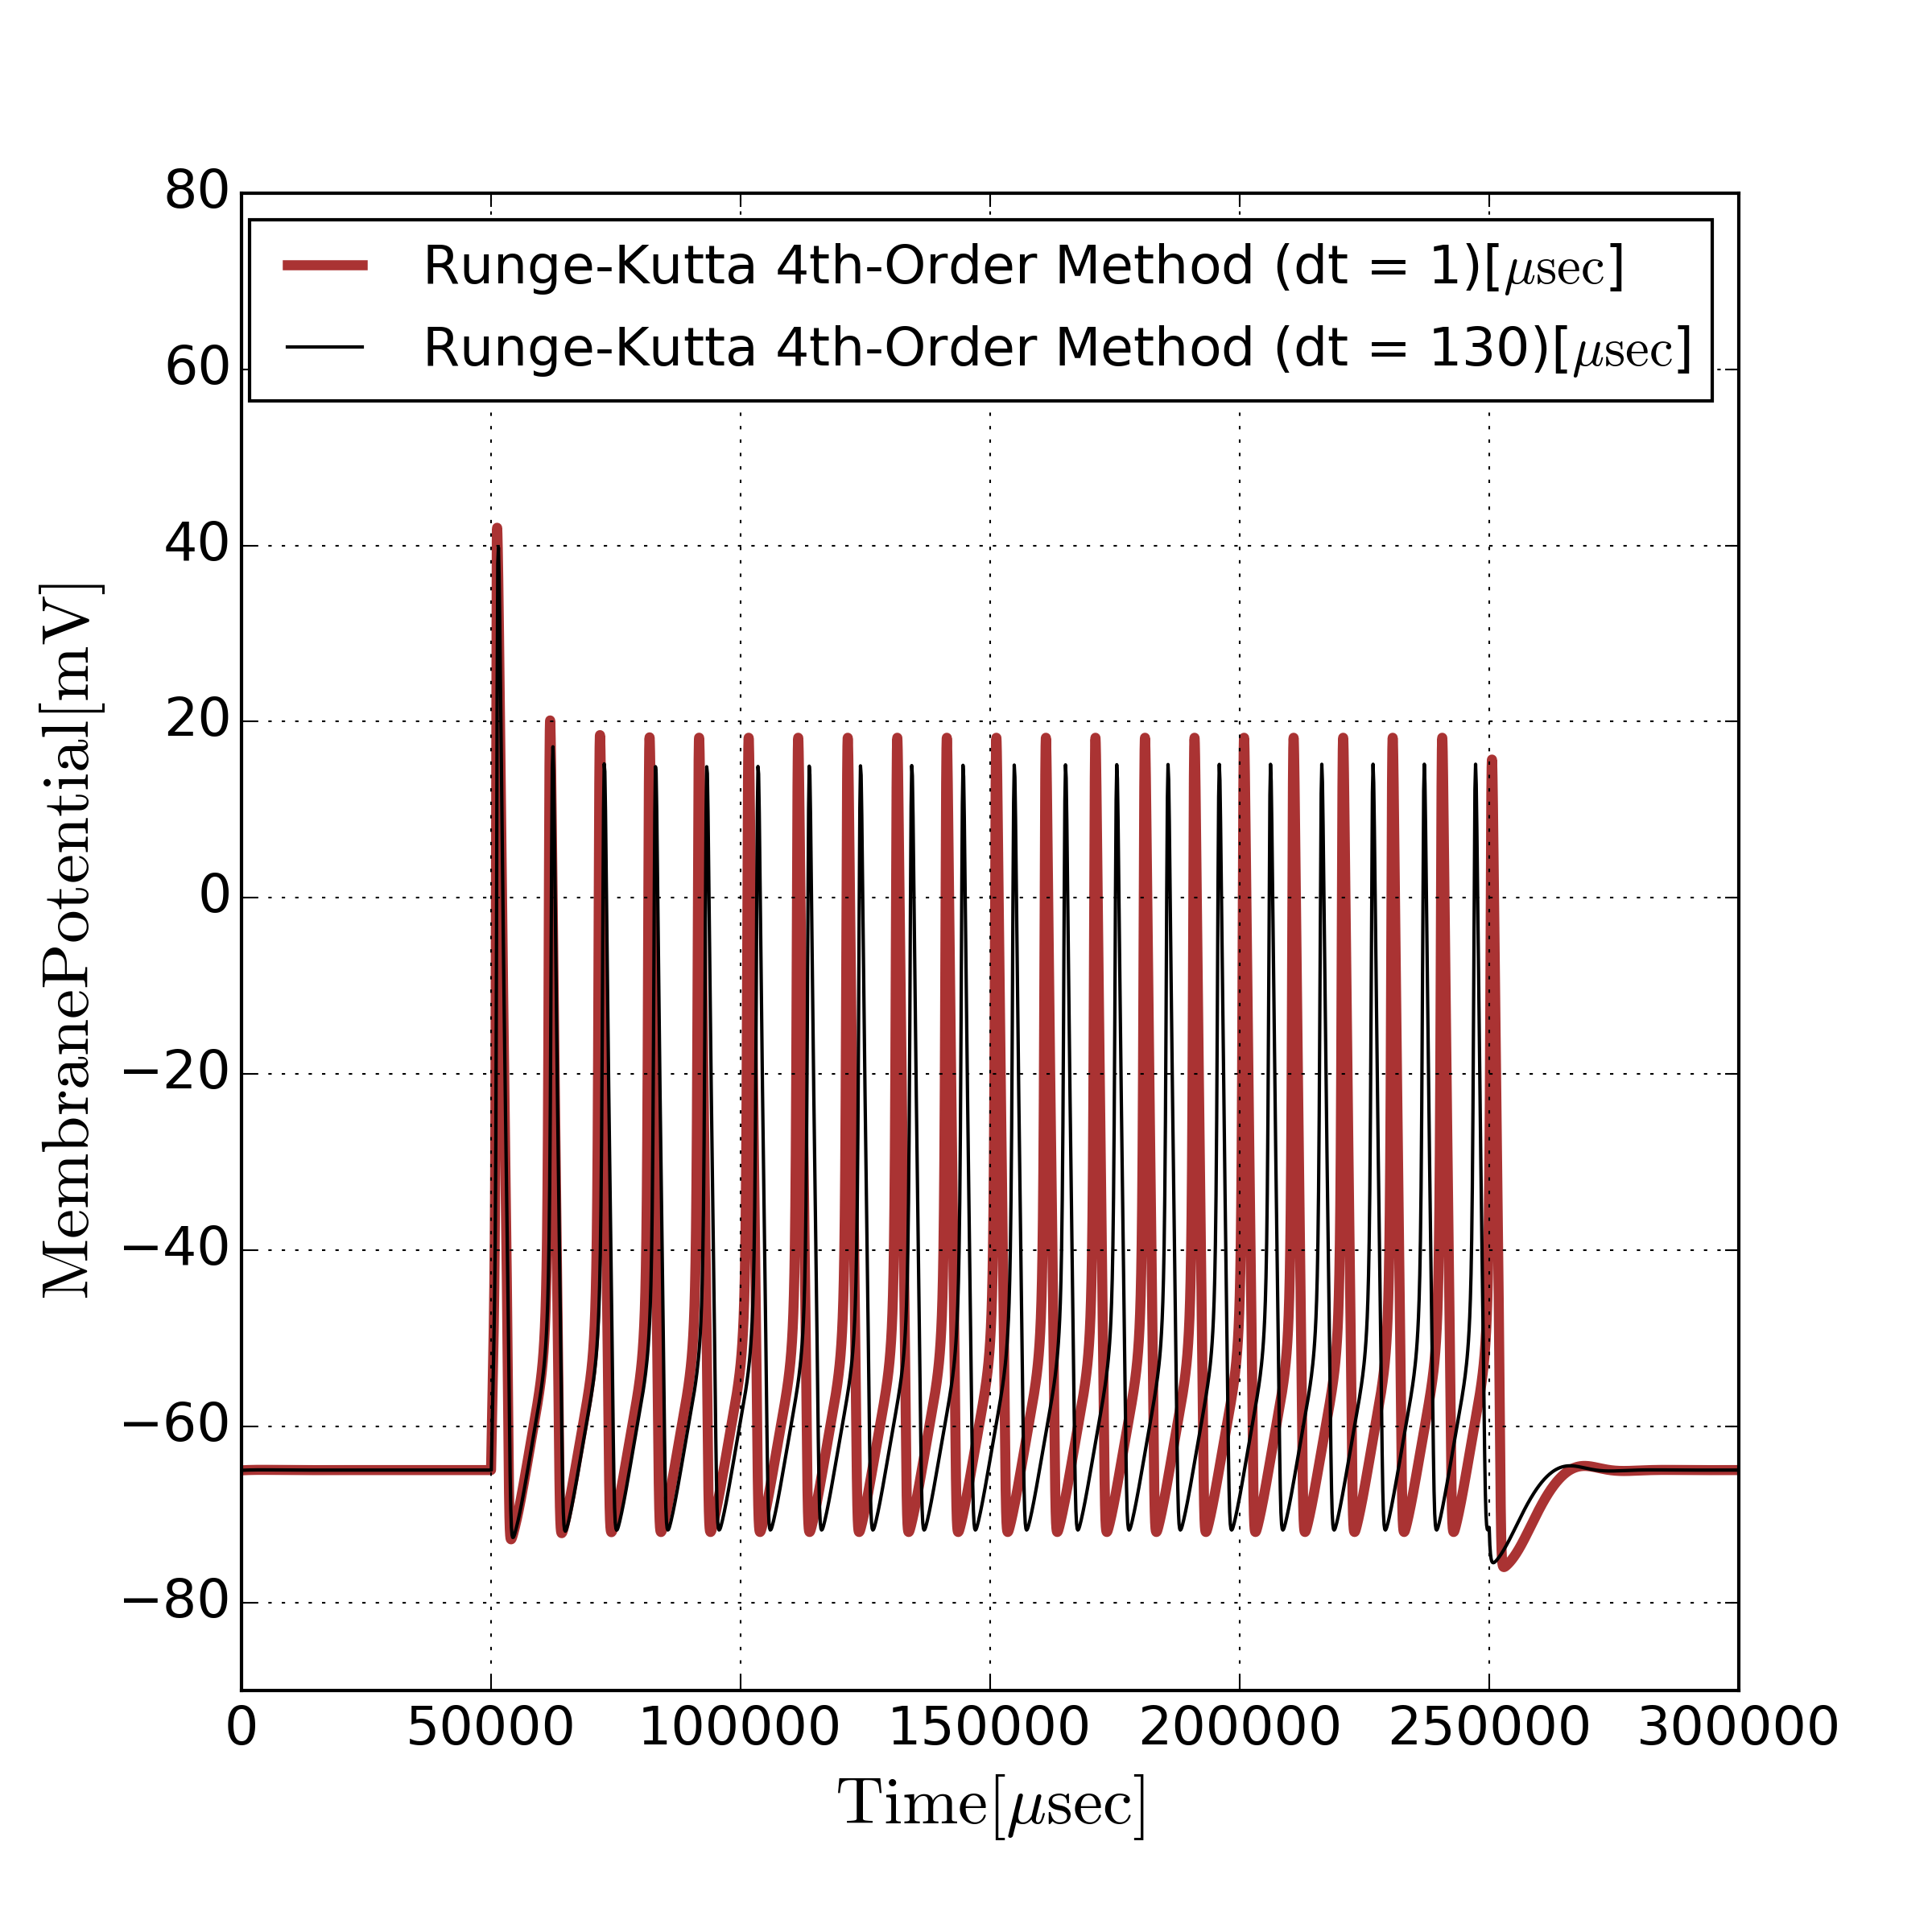 80
Runge-Kutta 4th-Order Method (dt = 1)[μsec]
Runge-Kutta 4th-Order Method (dt = 130)[μsec]
60
40
20
0
−20
−40
−60
−80
MembranePotential[mV]
0 50000 100000 150000 200000 250000 300000
Time[μsec]